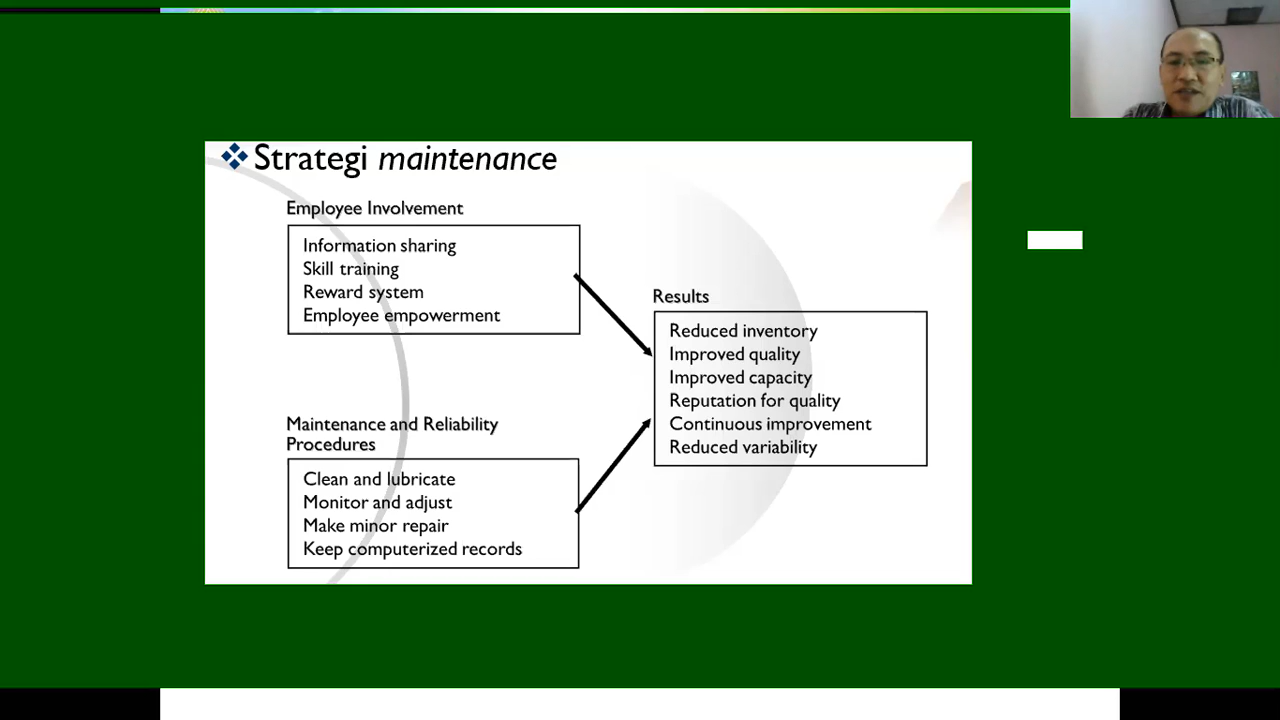 Strategi maintenance
Employee Involvement
Information sharing
Skill training
Reward system
Employee empowerment
Results
Reduced inventory
Improved quality
Improved capacity
Reputation for quality
Continuous improvement
Reduced variability
Maintenance and Reliability
Procedures
Clean and lubricate
Monitor and adjust
Make minor repair
Keep computerized records